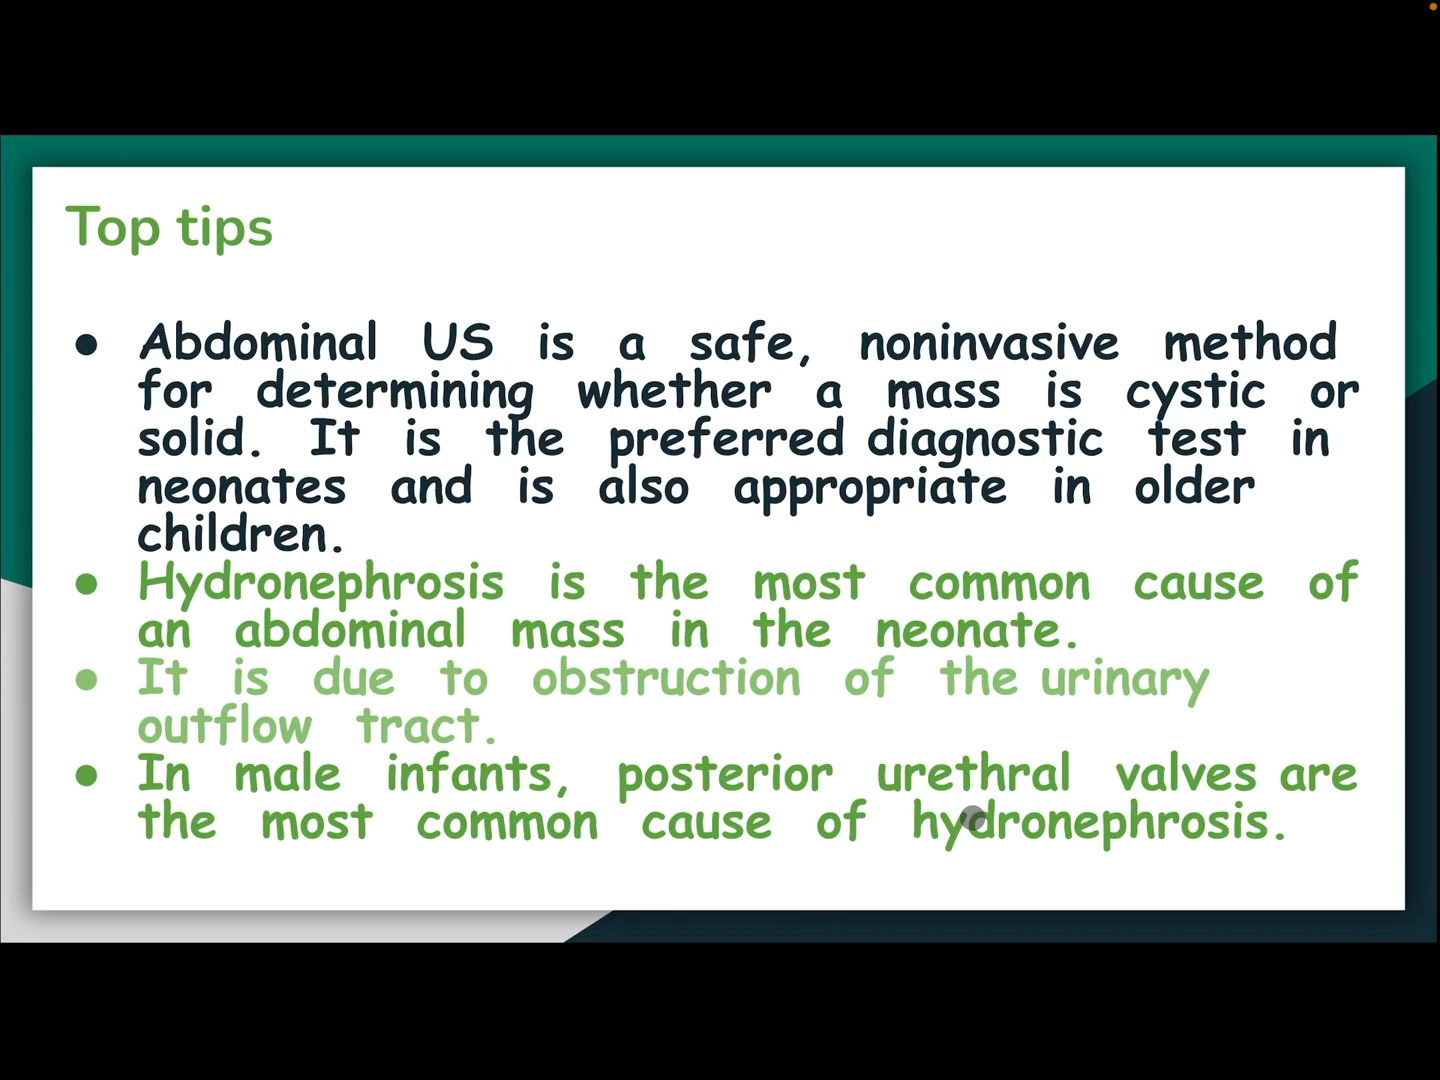 Top tips
● Abdominal US is a safe, noninvasive method
for determining whether a mass is cystic or
solid. It is the preferred diagnostic test in
neonates and is also appropriate in older
children.
● Hydronephrosis is the most common cause of
an abdominal mass in the neonate.
● It is due to obstruction of the urinary
outflow tract.
● In male infants, posterior urethral valves are
the most common cause of hydronephrosis.